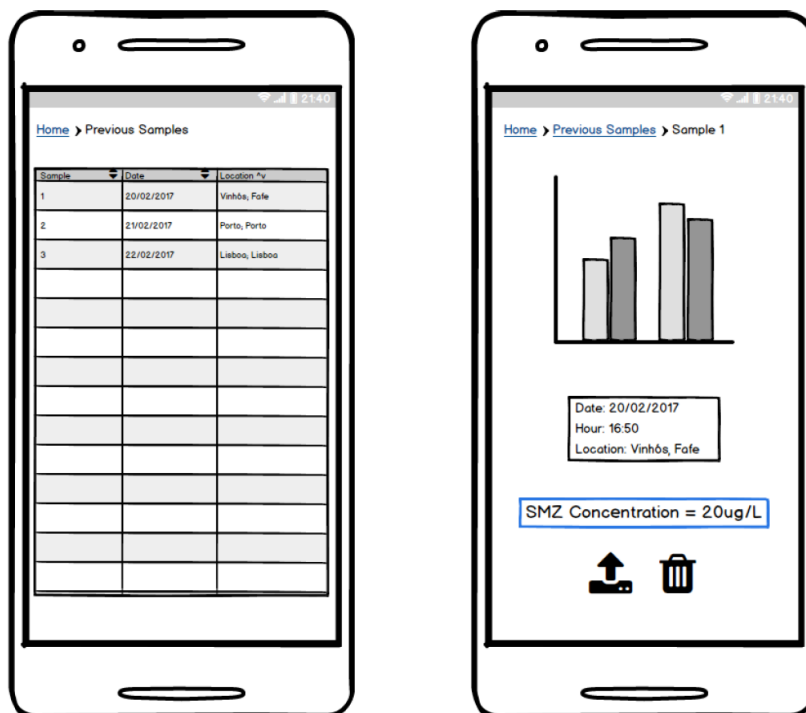 21:40
Home > Previous Samples
Sample Date Location ^v
1 20/02/2017 Vinhós, Fafe
2 21/02/2017 Porto, Porto
3 22/02/2017 Lisboa, Lisboa
21:40
Home > Previous Samples > Sample 1
Date: 20/02/2017
Hour: 16:50
Location: Vinhós, Fafe
SMZ Concentration = 20ug/L